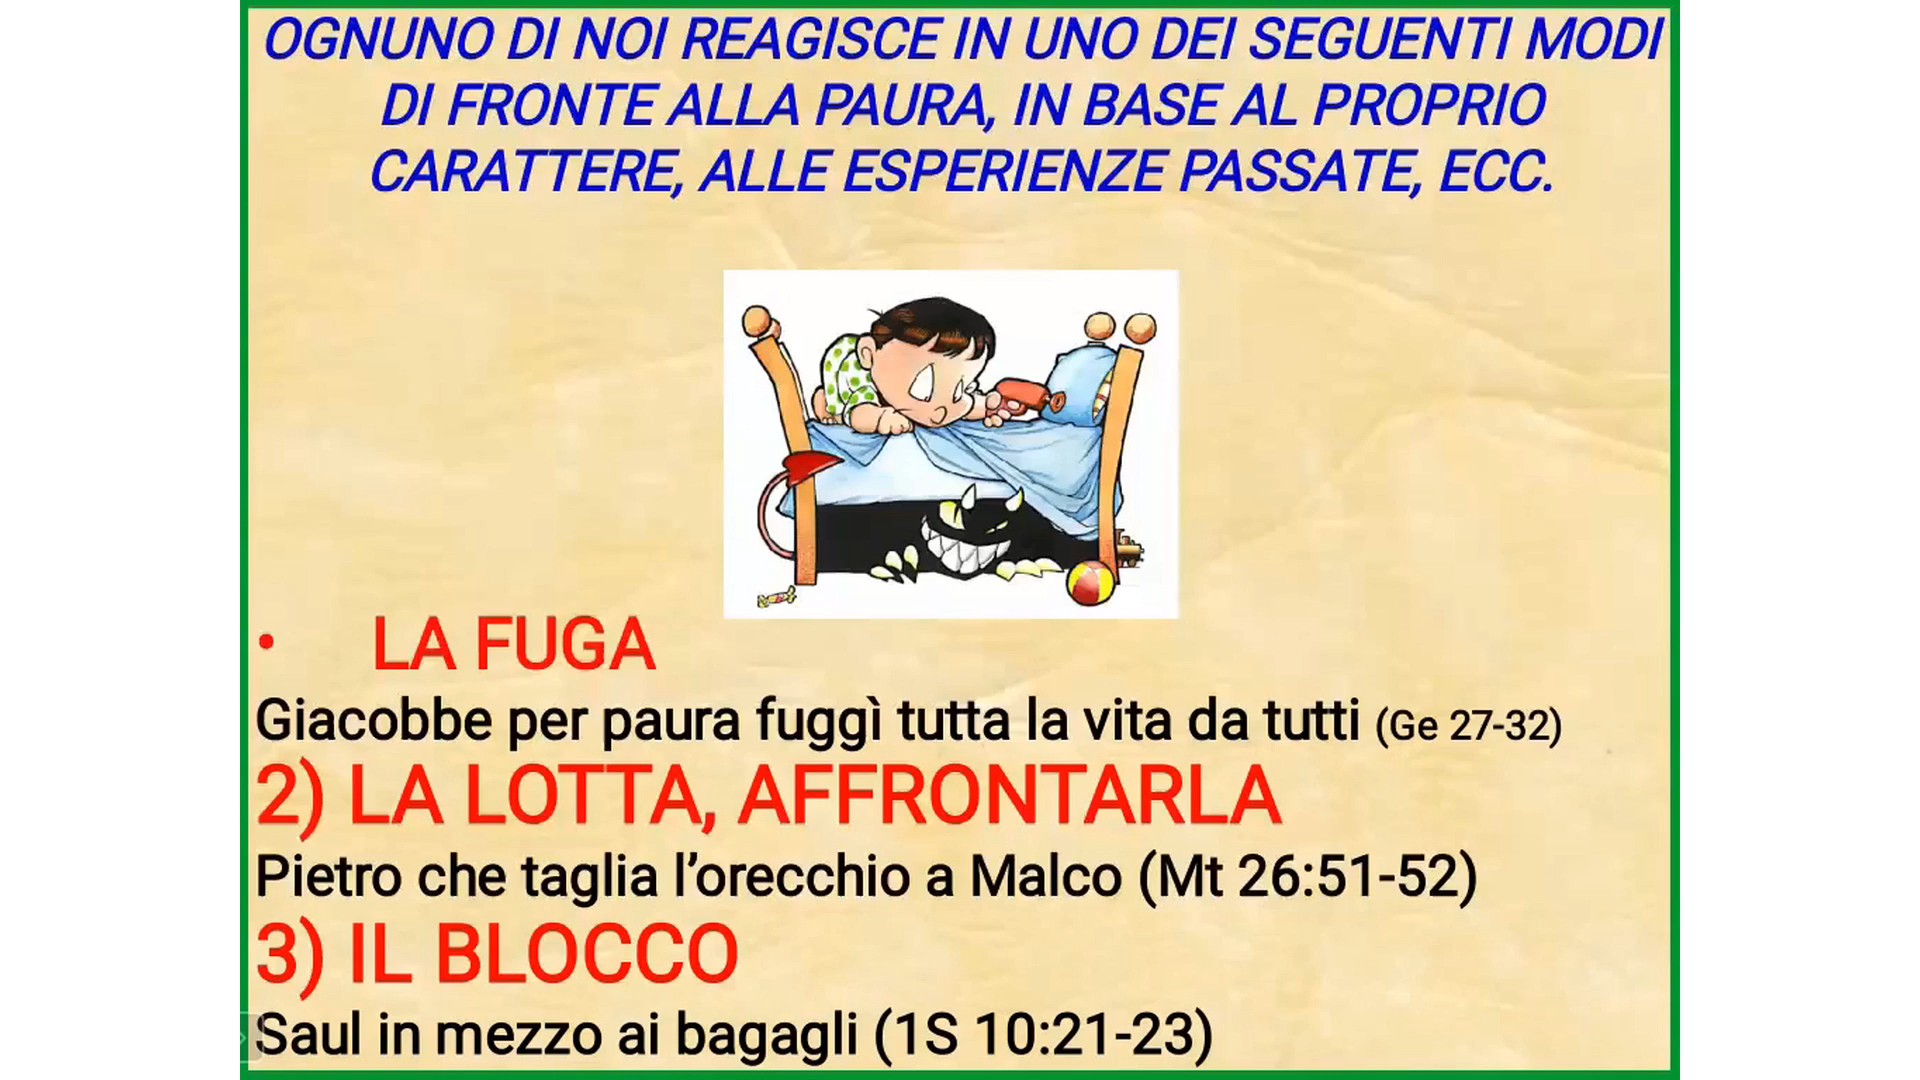 OGNUNO DI NOI REAGISCE IN UNO DEI SEGUENTI MODI
DI FRONTE ALLA PAURA, IN BASE AL PROPRIO
CARATTERE, ALLE ESPERIENZE PASSATE, ECC.
• LA FUGA
Giacobbe per paura fuggì tutta la vita da tutti (Ge 27-32)
2) LA LOTTA, AFFRONTARLA
Pietro che taglia l’orecchio a Malco (Mt 26:51-52)
3) IL BLOCCO
Saul in mezzo ai bagagli (1S 10:21-23)